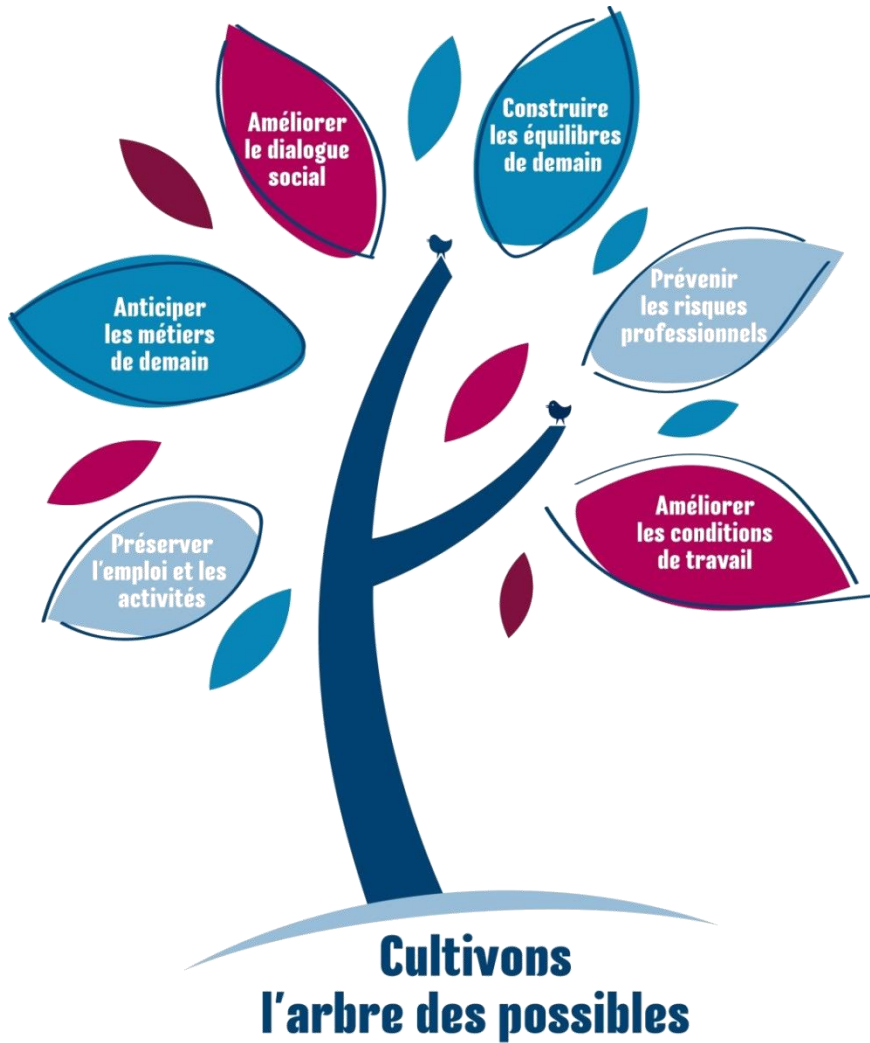 Améliorer
le dialogue
social
Construire
les équilibres
de demain
Anticiper
les métiers
de demain
Prévenir
les risques
professionnels
Préserver
l'emploi et les
activités
Améliorer
les conditions
de travail
Cultivons
l'arbre des possibles